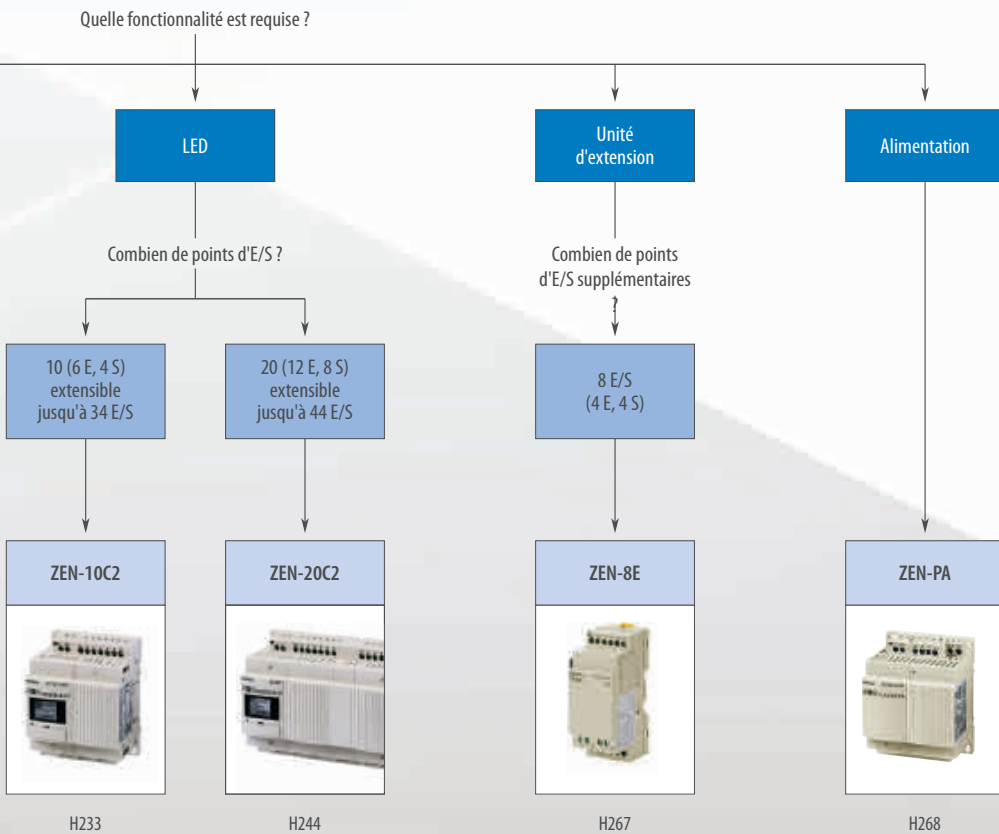 Quelle fonctionnalité est requise ?
LED
Unité
d'extension
Alimentation
Combien de points d'E/S ?
Combien de points
d'E/S supplémentaires
?
10 (6 E, 4 S)
extensible
jusqu'à 34 E/S
20 (12 E, 8 S)
extensible
jusqu'à 44 E/S
8 E/S
(4 E, 4 S)
ZEN-10C2
ZEN-20C2
ZEN-8E
ZEN-PA
H233
H244
H267
H268